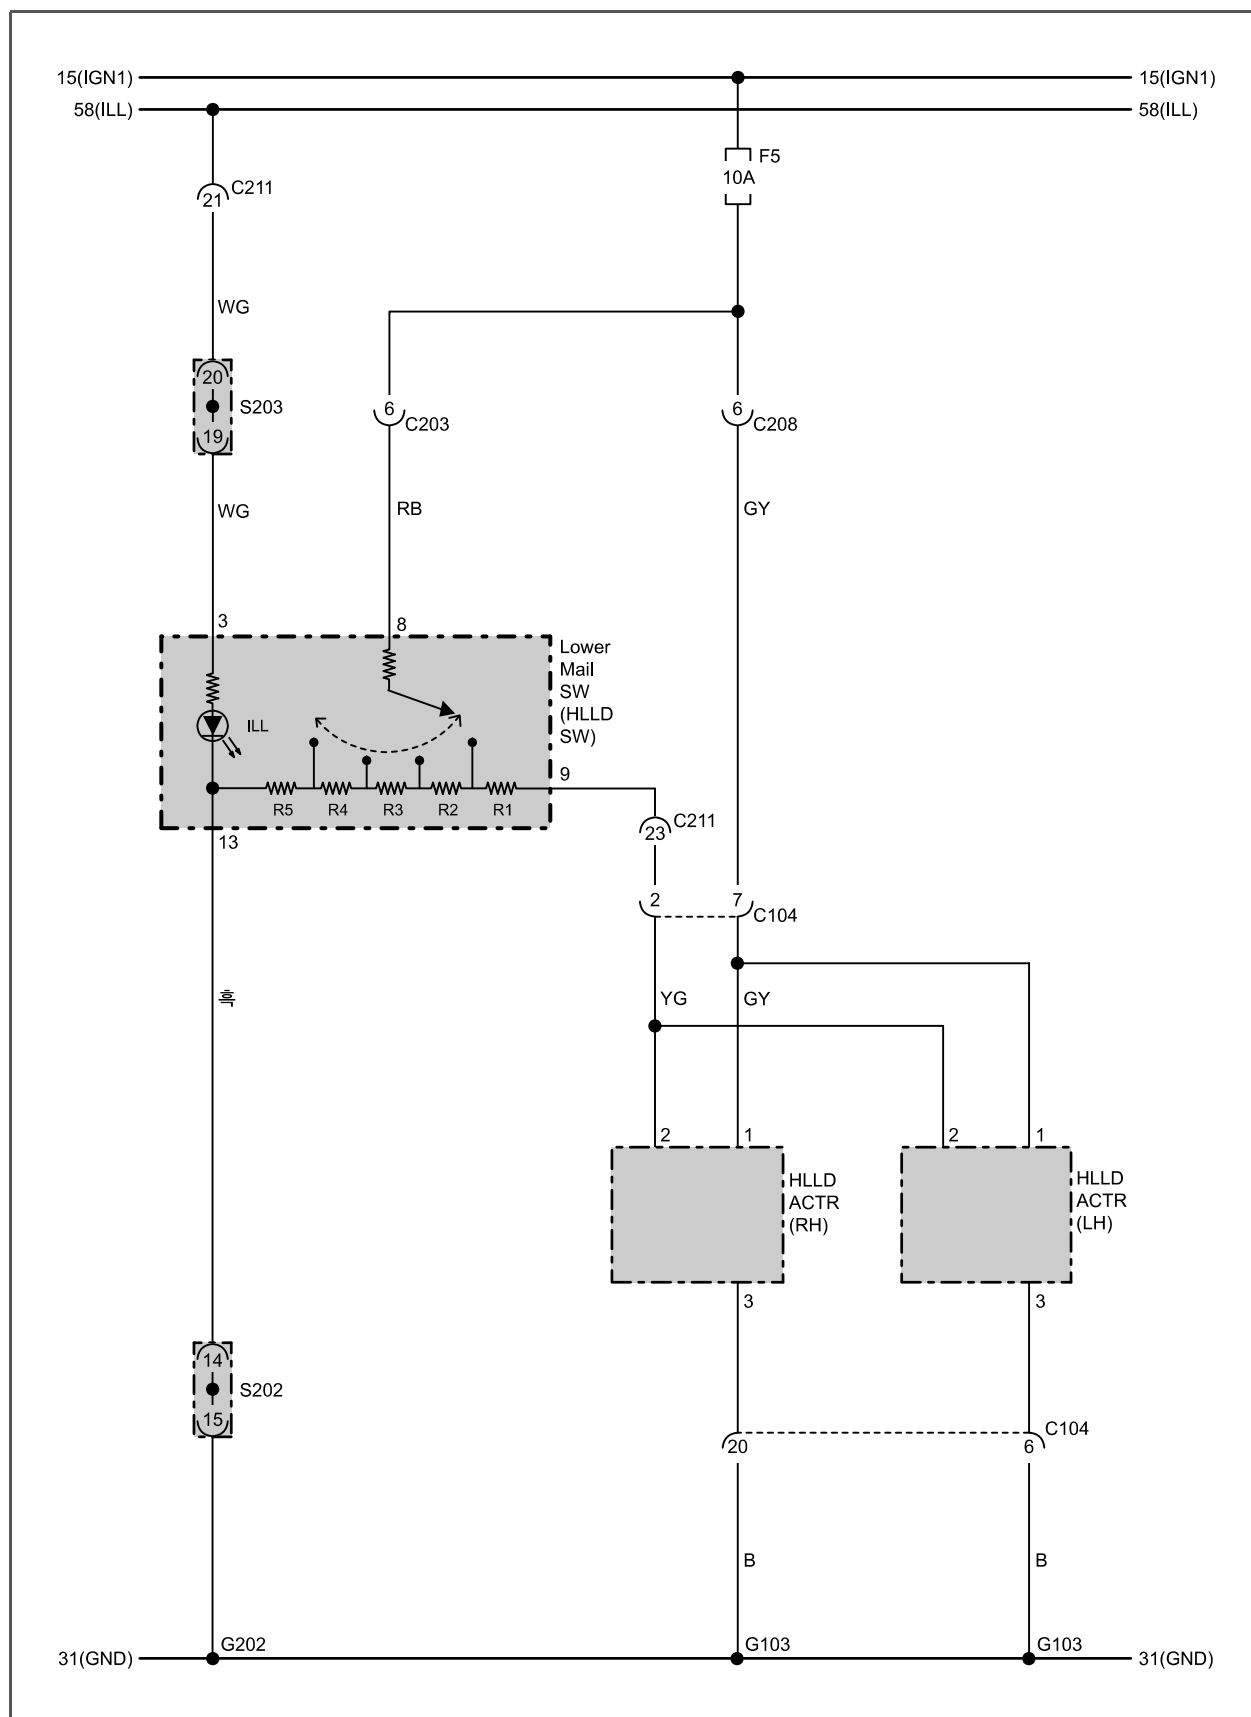 15(IGN1)
15(IGN1)
58(ILL)
58(ILL)
F5
10A
C211
21
WG
20
S203
19
6
C203
6
C208
WG
RB
GY
3
8
Lower
Mail
SW
(HLLD
SW)
ILL
9
R5
R4
R3
R2
R1
13
C211
23
2
7
C104
흑
YG
GY
2
1
2
1
HLLD
ACTR
(RH)
HLLD
ACTR
(LH)
3
3
14
S202
15
20
6
C104
B
B
31(GND)
G202
G103
G103
31(GND)